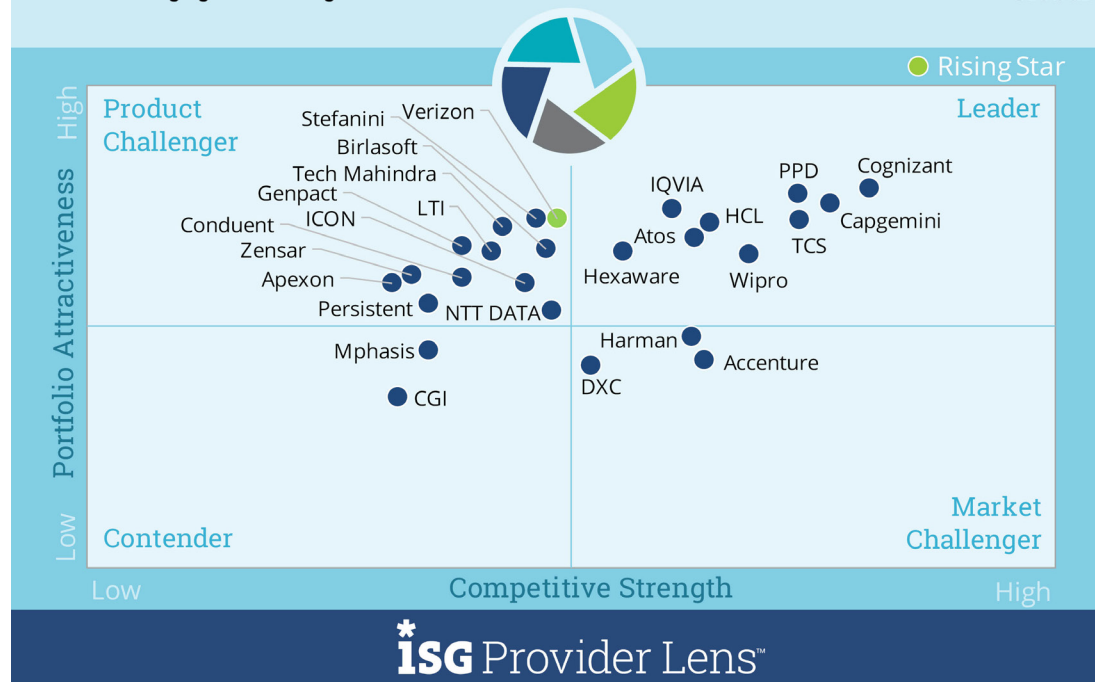 Rising Star
High
Product
Challenger
Leader
Stefanini
Verizon
Birlasoft
Tech Mahindra
Genpact
LTI
ICON
Conduent
Zensar
Apexon
Persistent
NTT DATA
IQVIA
PPD
Cognizant
HCL
Capgemini
Atos
TCS
Hexaware
Wipro
Portfolio Attractiveness
Mphasis
CGI
Harman
Accenture
DXC
Low
Contender
Market
Challenger
Low
Competitive Strength
High
iSG Provider Lens™